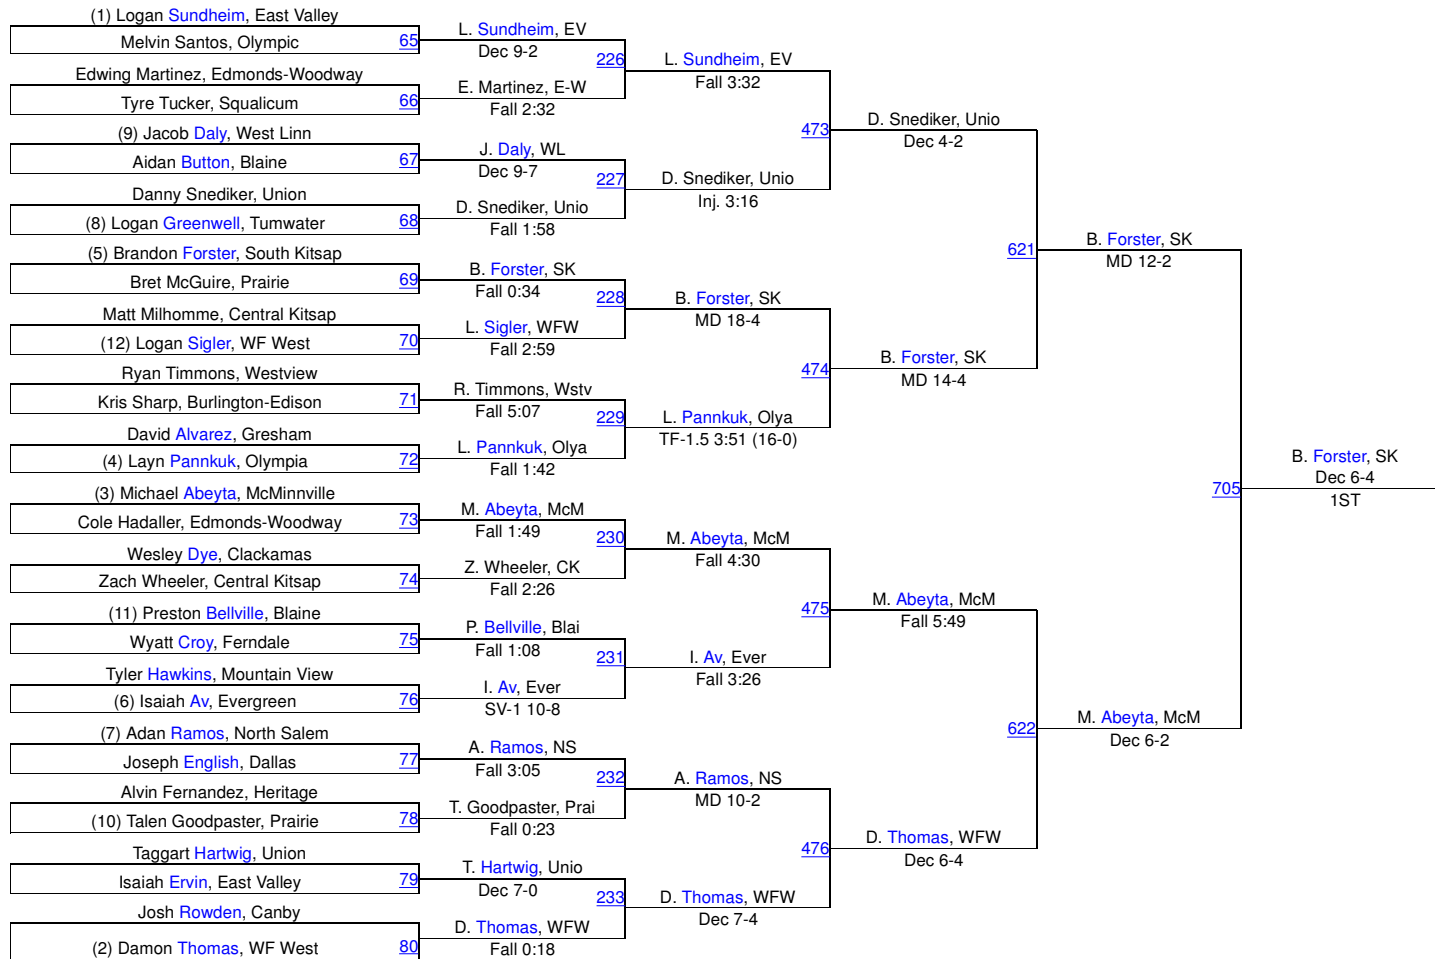 (1) Logan Sundheim, East Valley
Melvin Santos, Olympic
65
Edwing Martinez, Edmonds-Woodway
Tyre Tucker, Squalicum
66
(9) Jacob Daly, West Linn
Aidan Button, Blaine
67
Danny Snediker, Union
(8) Logan Greenwell, Tumwater
68
(5) Brandon Forster, South Kitsap
Bret McGuire, Prairie
69
Matt Milhomme, Central Kitsap
(12) Logan Sigler, WF West
70
Ryan Timmons, Westview
Kris Sharp, Burlington-Edison
71
David Alvarez, Gresham
(4) Layn Pannkuk, Olympia
72
(3) Michael Abeyta, McMinnville
Cole Hadaller, Edmonds-Woodway
73
Wesley Dye, Clackamas
Zach Wheeler, Central Kitsap
74
(11) Preston Bellville, Blaine
Wyatt Croy, Ferndale
75
Tyler Hawkins, Mountain View
(6) Isaiah Av, Evergreen
76
(7) Adan Ramos, North Salem
Joseph English, Dallas
77
Alvin Fernandez, Heritage
(10) Talen Goodpaster, Prairie
78
Taggart Hartwig, Union
Isaiah Ervin, East Valley
79
Josh Rowden, Canby
(2) Damon Thomas, WF West
80
L. Sundheim, EV
Dec 9-2
226
E. Martinez, E-W
Fall 2:32
J. Daly, WL
Dec 9-7
227
D. Snediker, Unio
Fall 1:58
B. Forster, SK
Fall 0:34
228
L. Sigler, WFW
Fall 2:59
R. Timmons, Wstv
Fall 5:07
229
L. Pannkuk, Olya
Fall 1:42
M. Abeyta, McM
Fall 1:49
230
Z. Wheeler, CK
Fall 2:26
P. Bellville, Blai
Fall 1:08
231
I. Av, Ever
SV-1 10-8
A. Ramos, NS
Fall 3:05
232
T. Goodpaster, Prai
Fall 0:23
T. Hartwig, Unio
Dec 7-0
233
D. Thomas, WFW
Fall 0:18
L. Sundheim, EV
Fall 3:32
473
D. Snediker, Unio
Inj. 3:16
B. Forster, SK
MD 18-4
474
L. Pannkuk, Olya
TF-1.5 3:51 (16-0)
M. Abeyta, McM
Fall 4:30
475
I. Av, Ever
Fall 3:26
A. Ramos, NS
MD 10-2
476
D. Thomas, WFW
Dec 7-4
D. Snediker, Unio
Dec 4-2
621
B. Forster, SK
MD 14-4
M. Abeyta, McM
Fall 5:49
622
D. Thomas, WFW
Dec 6-4
B. Forster, SK
MD 12-2
705
M. Abeyta, McM
Dec 6-2
B. Forster, SK
Dec 6-4
1ST